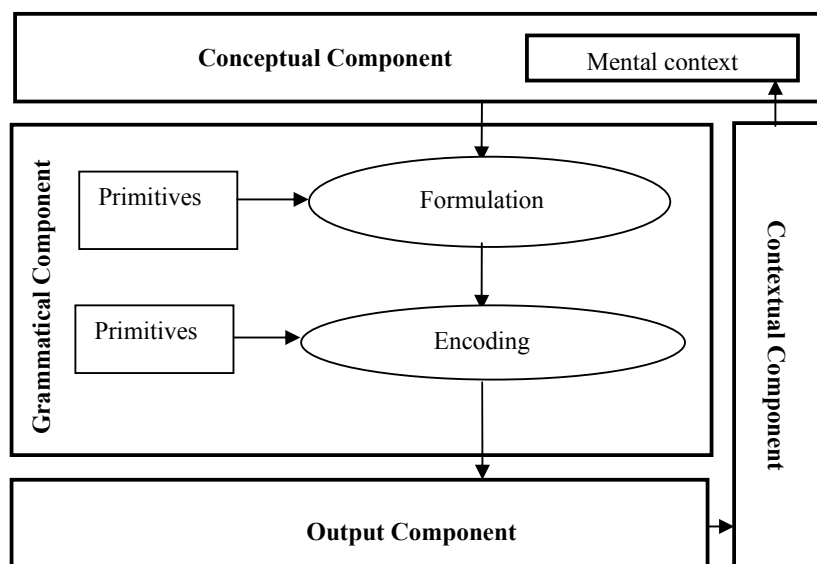 Conceptual Component
Mental context
Grammatical Component
Primitives
Formulation
Primitives
Encoding
Contextual Component
Output Component